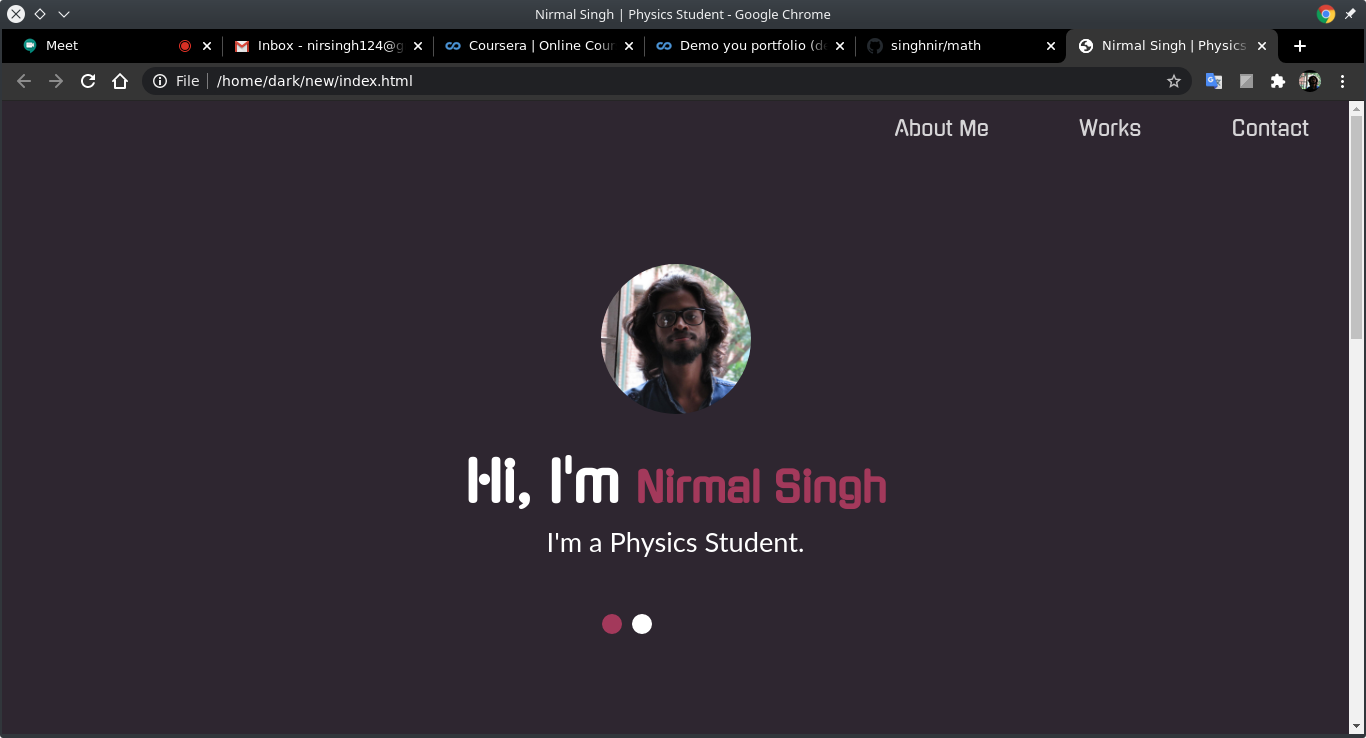 Nirmal Singh | Physics Student - Google Chrome
Meet
Inbox - nirsingh124@g
Coursera | Online Cour
Demo you portfolio (de
singhnir/math
Nirmal Singh | Physics
File | /home/dark/new/index.html
About Me Works Contact
Hi, I'm Nirmal Singh
I'm a Physics Student.